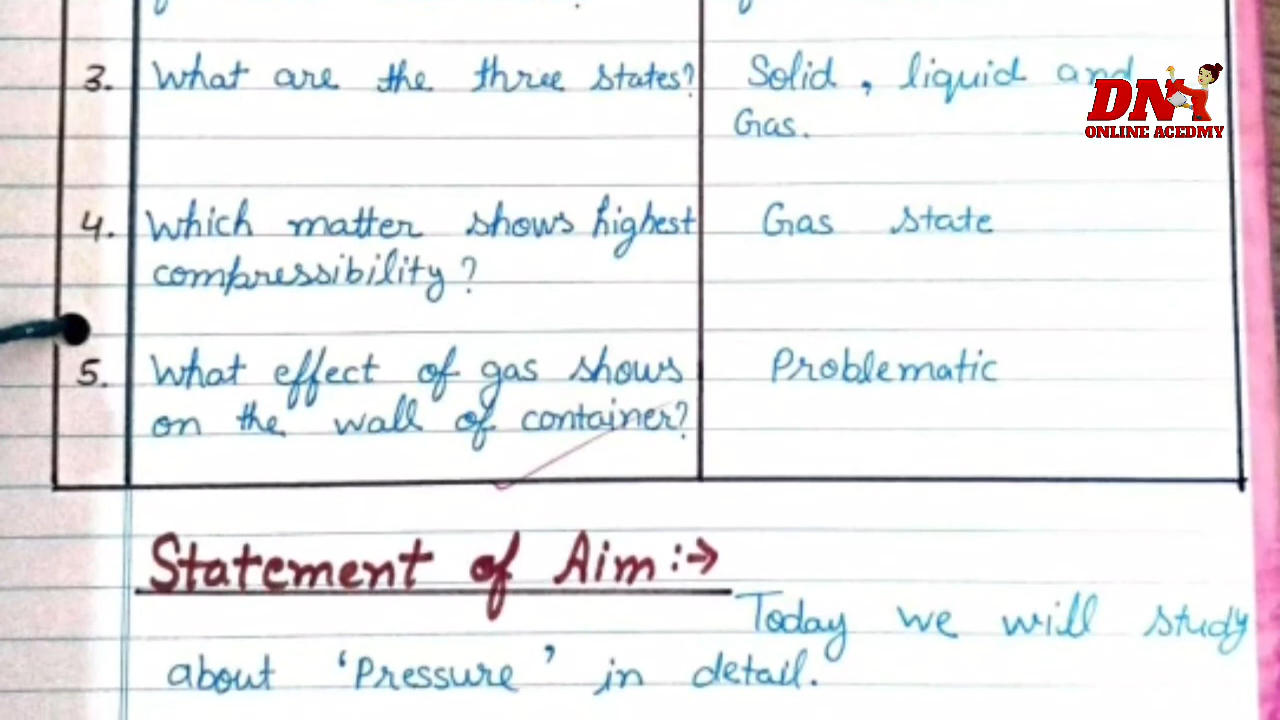 3. What are the three states? Solid, liquid and
Gas.
DN
ONLINE ACEDMY
4. Which matter shows highest Gas state
compressibility?
5. What effect of gas shows Problematic
on the wall of container?
Statement of Aim :→
Today we will study
about 'Pressure' in detail.